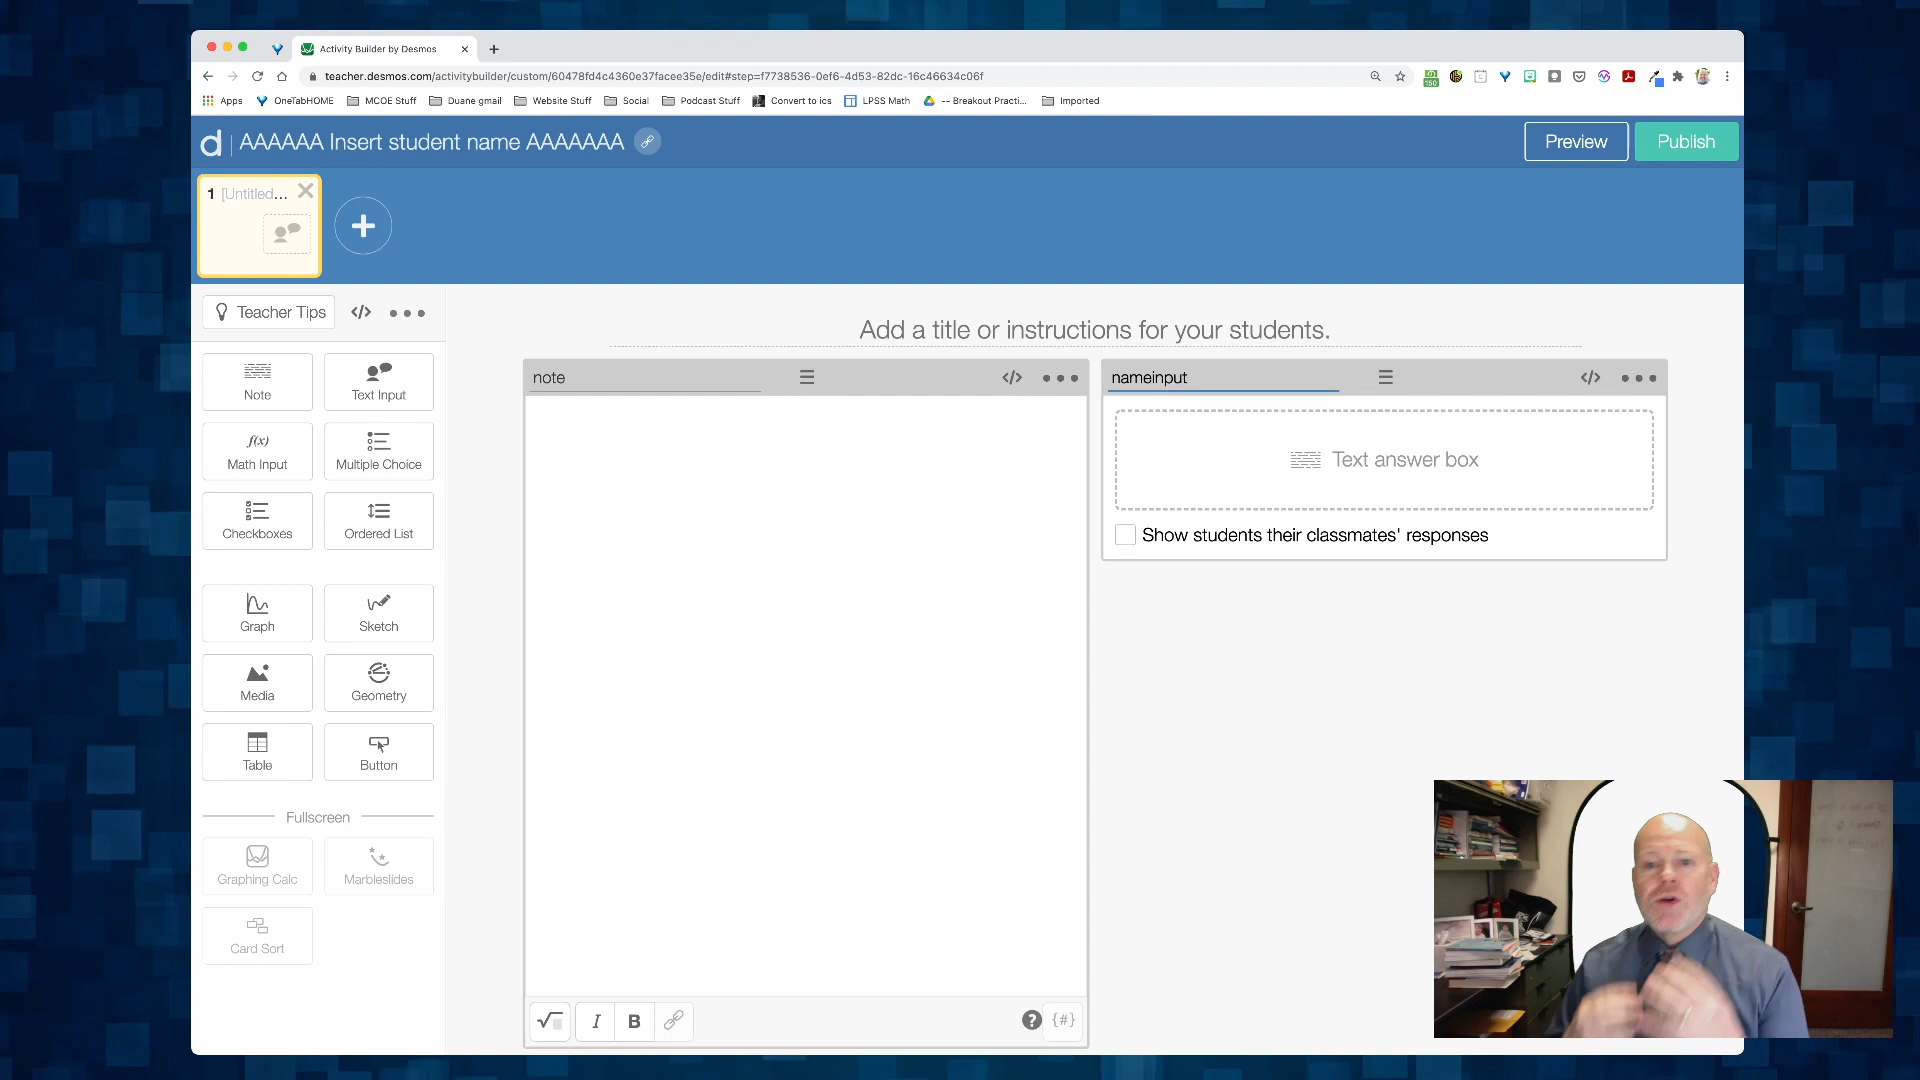 Activity Builder by Desmos
teacher.desmos.com/activitybuilder/custom/60478fd4c4360e37facee35e/edit#step=f7738536-0ef6-4d53-82dc-16c46634c06f
150
Apps OneTabHOME MCOE Stuff Duane gmail Website Stuff Social Podcast Stuff Convert to ics LPSS Math -- Breakout Practi... Imported
d | AAAAAA Insert student name AAAAAAA
Preview Publish
1 [Untitled...
Teacher Tips </>
Add a title or instructions for your students.
note </>
nameinput </>
Text answer box
Show students their classmates' responses
Note Text Input
f(x)
Math Input Multiple Choice
Checkboxes Ordered List
Graph Sketch
Media Geometry
Table Button
Fullscreen
Graphing Calc Marbleslides
Card Sort
√ I B ? {#}